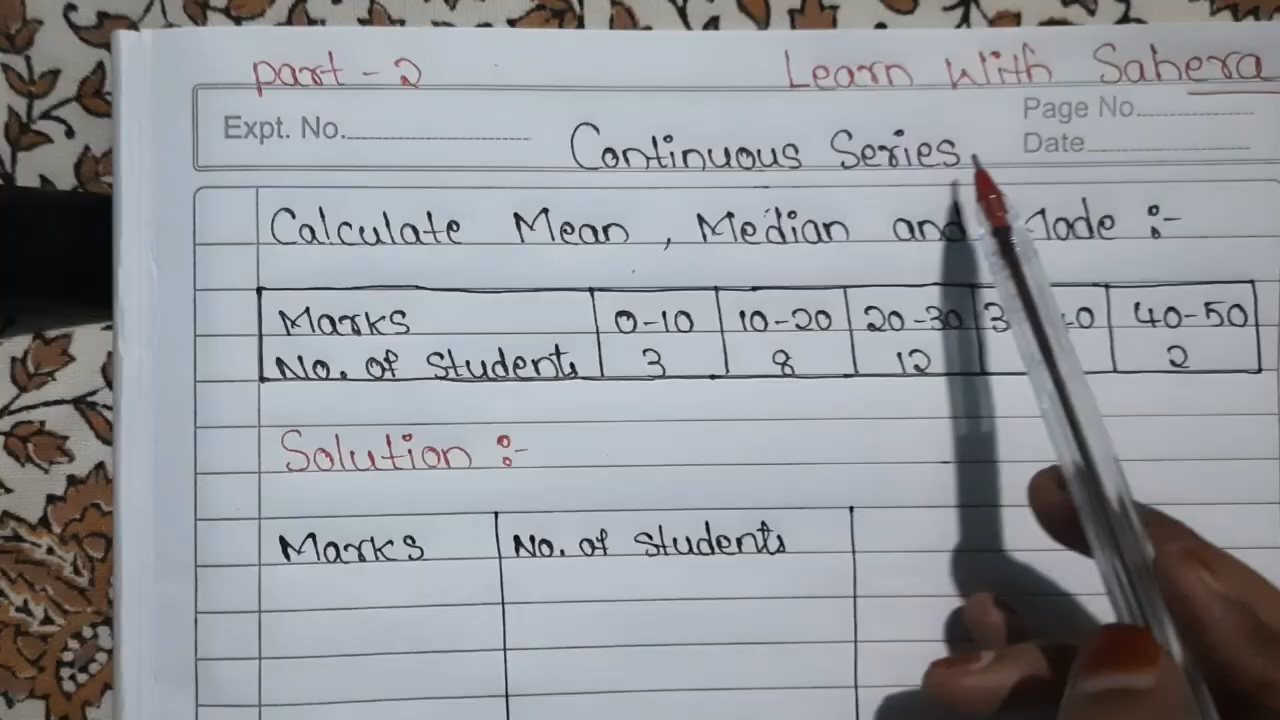 part - 2 Learn With Sahera
Expt. No. Page No.
Continuous Series
Date
Calculate Mean, Median and :-
Marks 0-10 10-20 20-30 40-50
No. of Students 3 8 12 2
Solution :-
Marks No. of Students